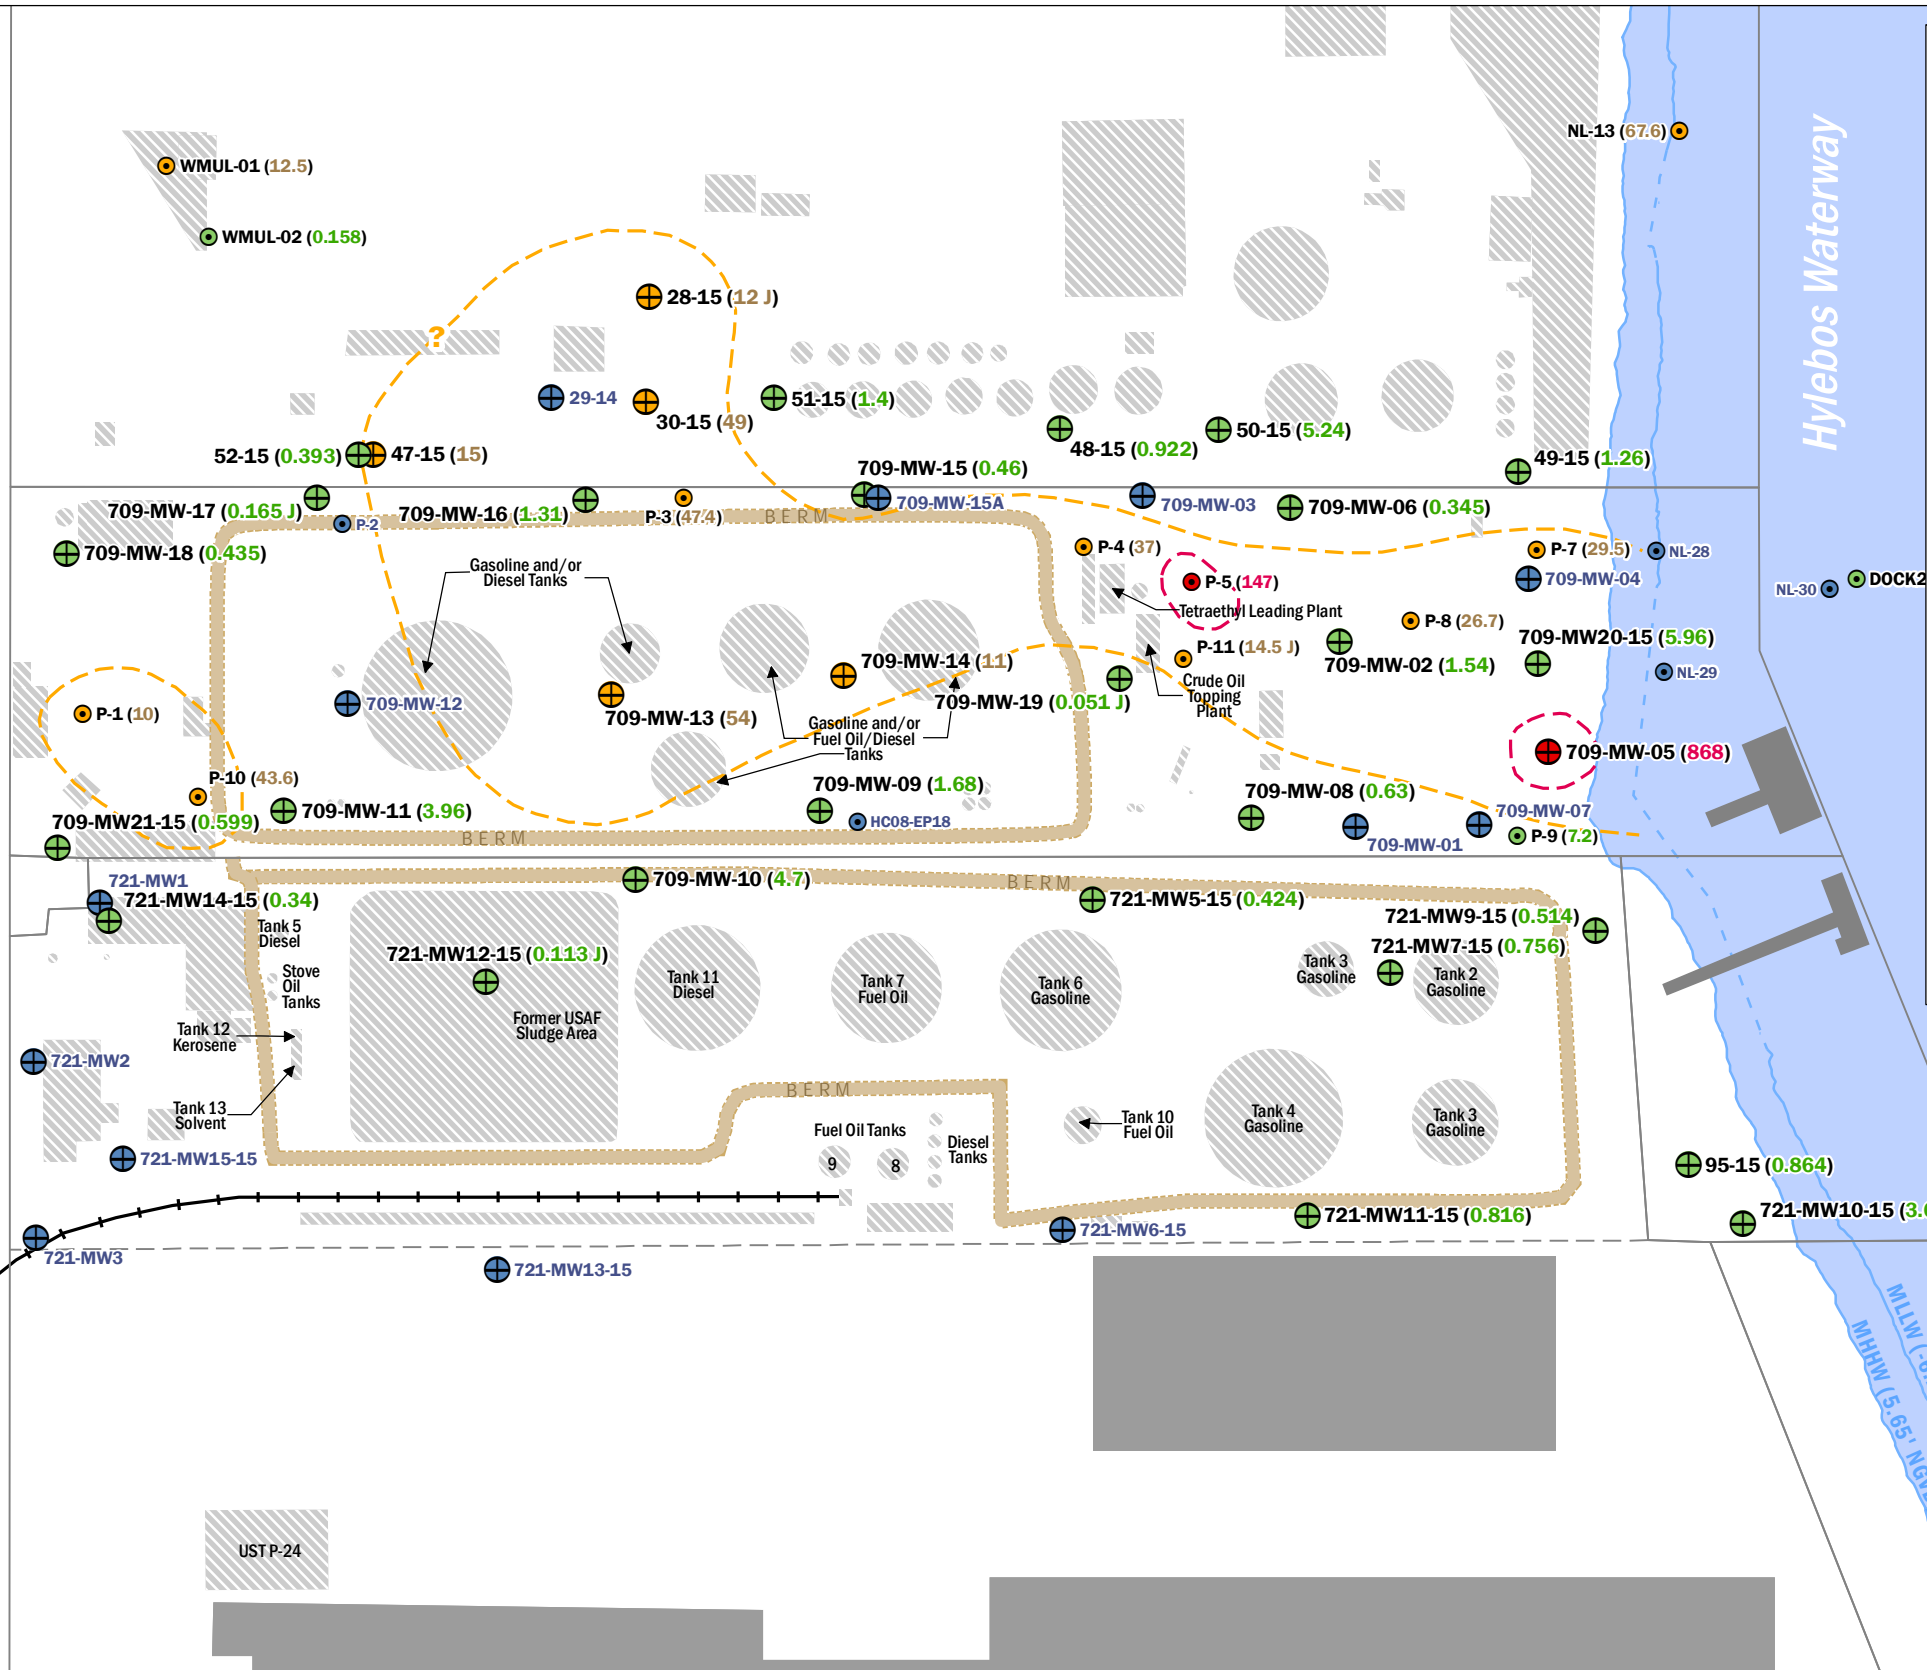 NL-13 (67.6)
WMUL-01 (12.5)
WMUL-02 (0.158)
Hylebos Waterway
28-15 (12 J)
?
29-14
30-15 (49)
51-15 (1.4)
48-15 (0.922)
50-15 (5.24)
52-15 (0.393)
47-15 (15)
49-15 (1.26)
709-MW-15 (0.46)
709-MW-15A
709-MW-03
709-MW-06 (0.345)
709-MW-17 (0.165 J)
P-2
709-MW-16 (1.31)
P-3 (47.4)
BERM
709-MW-18 (0.435)
P-4 (37)
P-7 (29.5)
NL-28
Gasoline and/or
Diesel Tanks
P-5 (147)
709-MW-04
NL-30
DOCK2
Tetraethyl Leading Plant
P-8 (26.7)
709-MW-02 (1.54)
709-MW20-15 (5.96)
P-11 (14.5 J)
709-MW-14 (11)
NL-29
Crude Oil
Topping
Plant
709-MW-12
709-MW-13 (54)
709-MW-19 (0.051 J)
P-1 (10)
Gasoline and/or
Fuel Oil/Diesel
Tanks
709-MW-05 (868)
P-10 (43.6)
709-MW-09 (1.68)
709-MW-08 (0.63)
709-MW-11 (3.96)
HC08-EP18
709-MW-07
709-MW21-15 (0.599)
BERM
709-MW-01
P-9 (7.2)
721-MW1
709-MW-10 (4.7)
BERM
721-MW14-15 (0.34)
721-MW5-15 (0.424)
721-MW9-15 (0.514)
Tank 5
Diesel
721-MW12-15 (0.113 J)
721-MW7-15 (0.756)
Stove
Oil
Tanks
Tank 11
Diesel
Tank 7
Fuel Oil
Tank 6
Gasoline
Tank 3
Gasoline
Tank 2
Gasoline
Former USAF
Sludge Area
Tank 12
Kerosene
721-MW2
BERM
Tank 13
Solvent
Fuel Oil Tanks
9
8
Diesel
Tanks
Tank 10
Fuel Oil
Tank 4
Gasoline
Tank 3
Gasoline
721-MW15-15
95-15 (0.864)
721-MW10-15 (3.
721-MW11-15 (0.816)
721-MW6-15
721-MW3
721-MW13-15
MLLW (-6.
MHHW (5.65' NGV
UST P-24